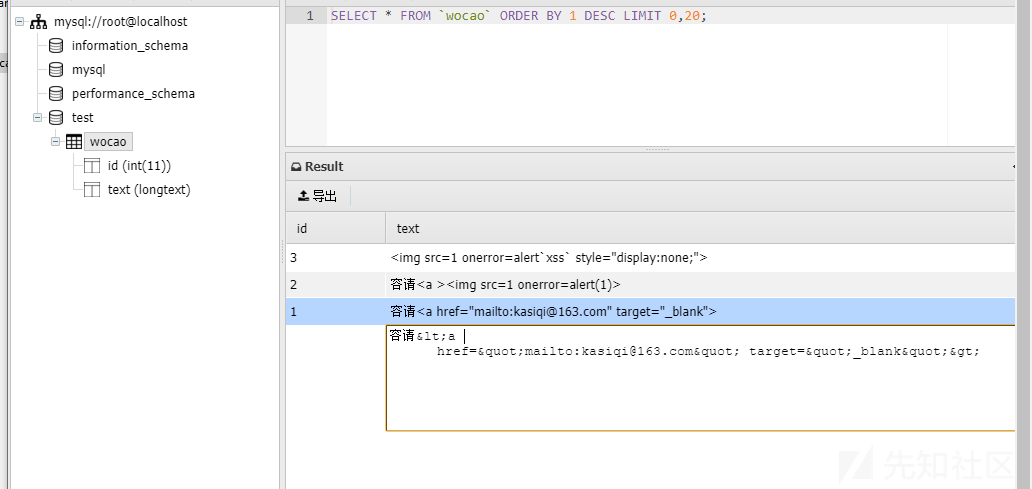 1 SELECT * FROM `wocao` ORDER BY 1 DESC LIMIT 0,20;
mysql://root@localhost
information_schema
mysql
performance_schema
test
wocao
id (int(11))
text (longtext)
Result
导出
id text
3 <img src=1 onerror=alert`xss` style="display:none;">
2 容请<a ><img src=1 onerror=alert(1)>
1 容请<a href="mailto:kasiqi@163.com" target="_blank">
容请&lt;a
href=&quot;mailto:kasiqi@163.com&quot; target=&quot;_blank&quot;&gt;
先知社区